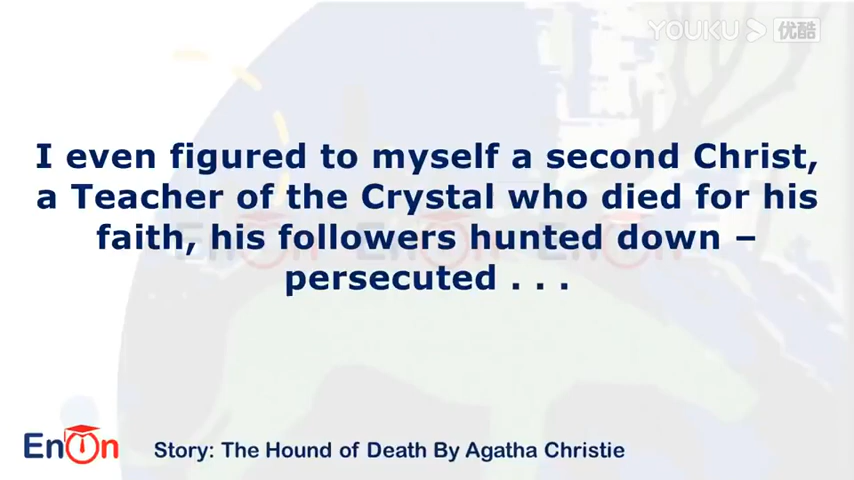 YOUKU 优酷
I even figured to myself a second Christ,
a Teacher of the Crystal who died for his
faith, his followers hunted down –
persecuted . . .
EnOn
Story: The Hound of Death By Agatha Christie